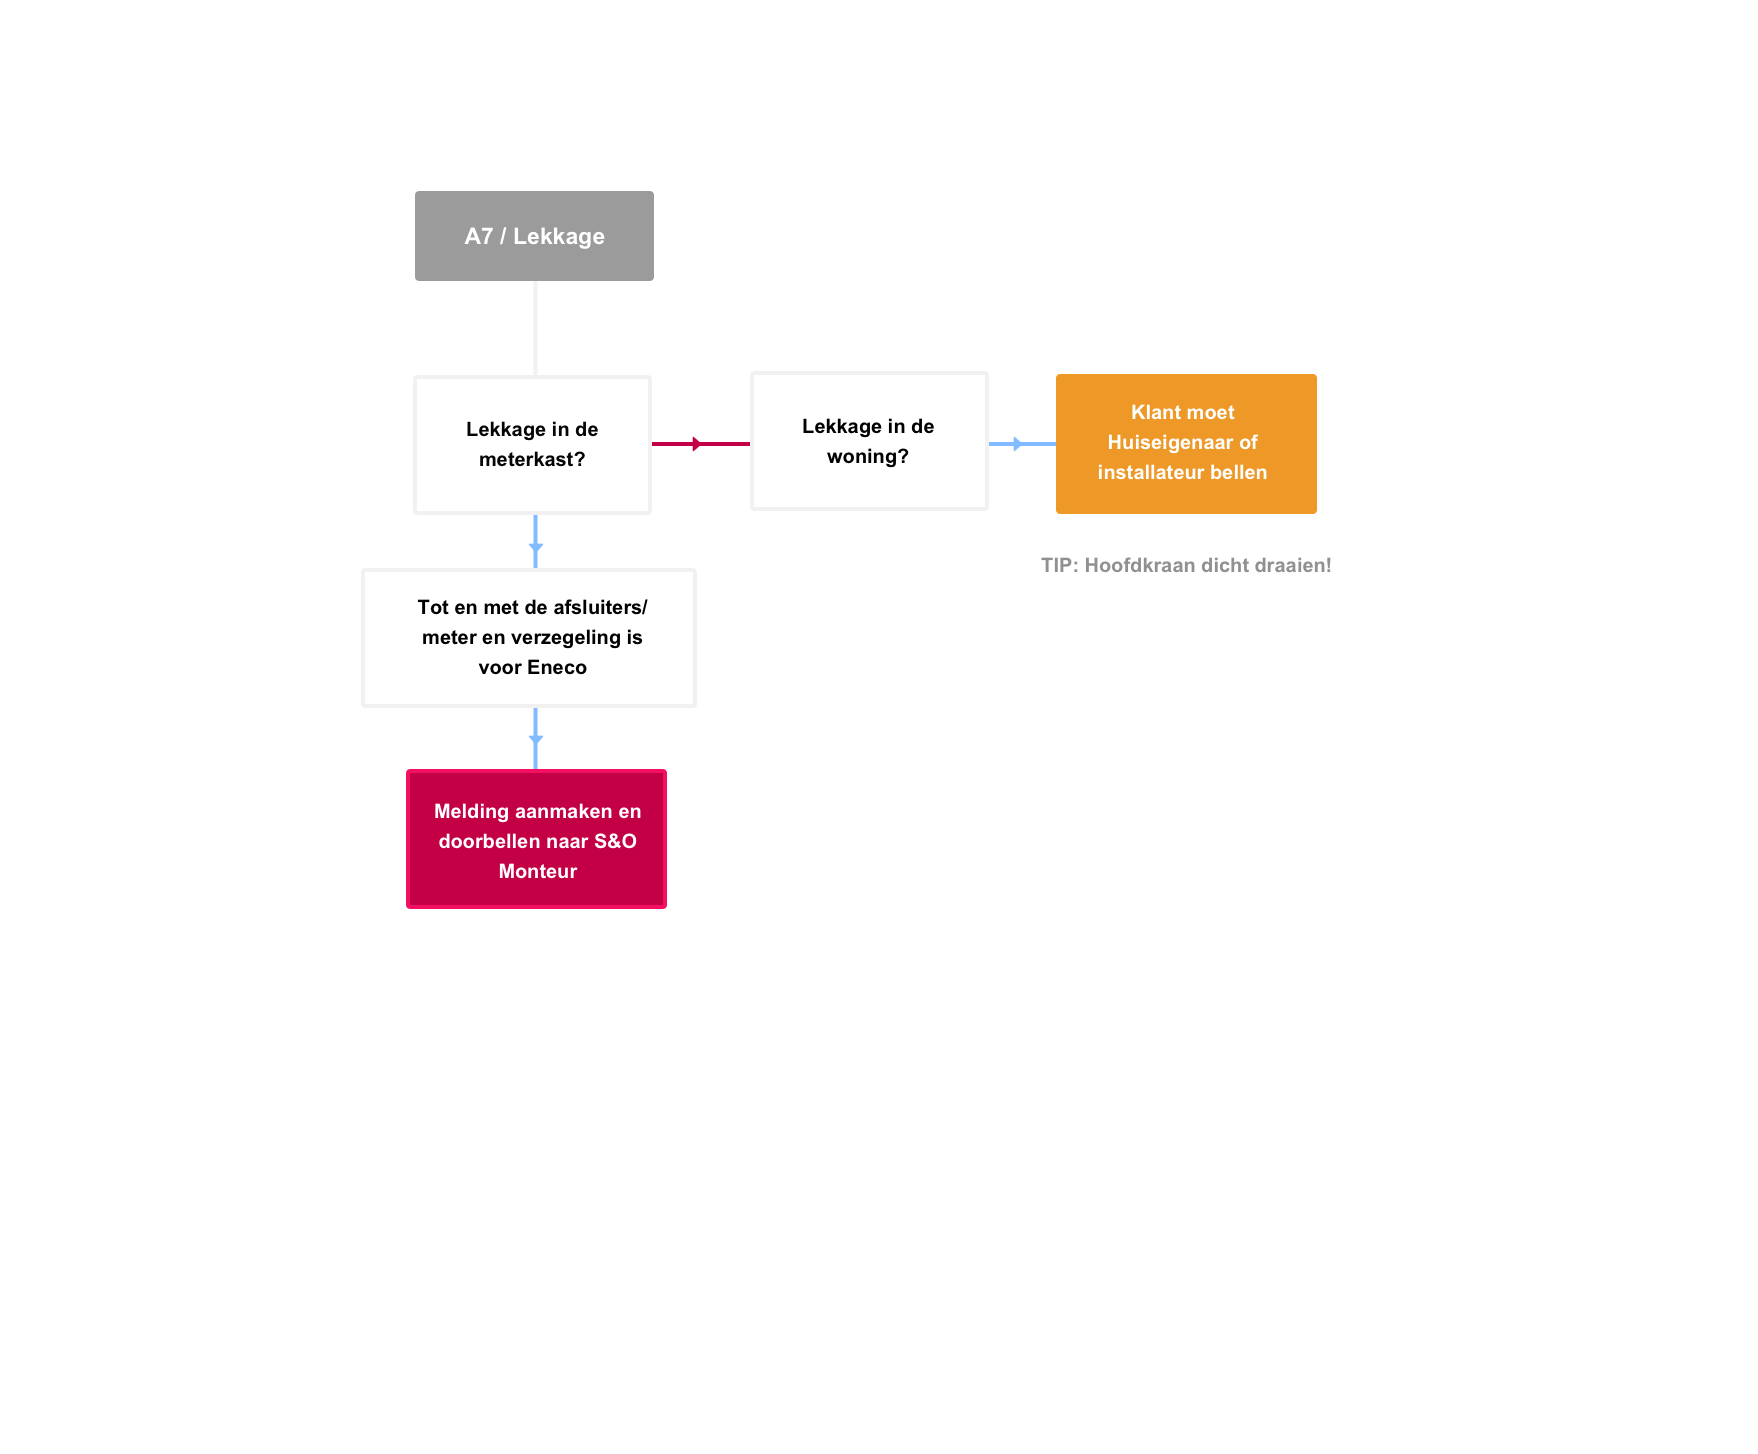 A7 / Lekkage
Lekkage in de
meterkast?
Lekkage in de
woning?
Klant moet
Huiseigenaar of
installateur bellen
TIP: Hoofdkraan dicht draaien!
Tot en met de afsluiters/
meter en verzegeling is
voor Eneco
Melding aanmaken en
doorbellen naar S&O
Monteur